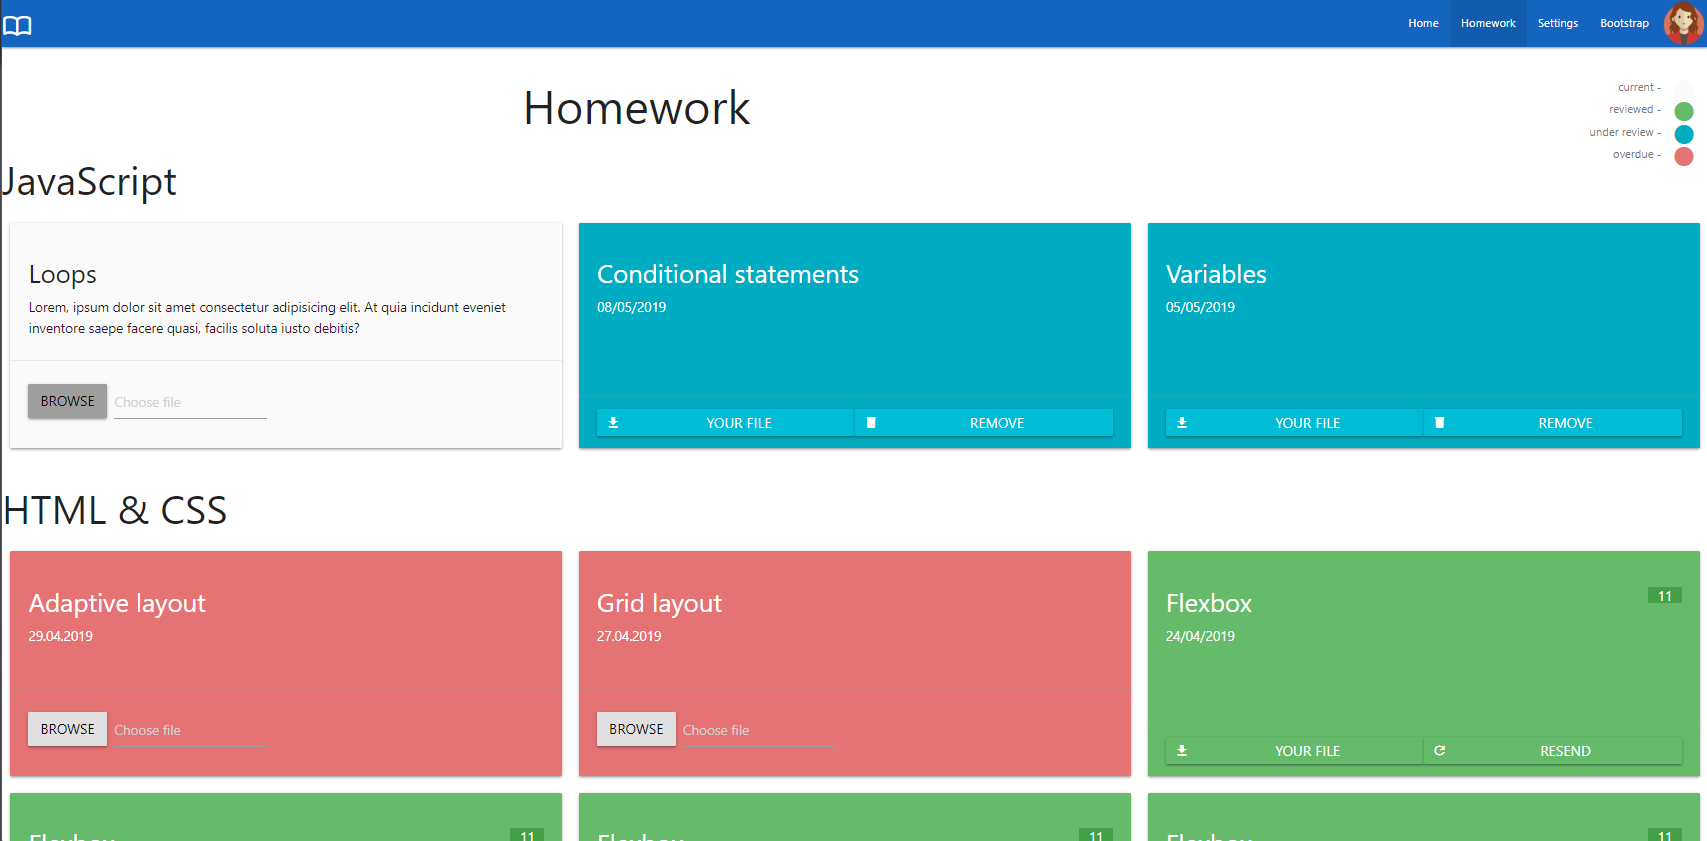 Home Homework Settings Bootstrap
Homework
current -
reviewed -
under review -
overdue -
JavaScript
Loops
Lorem, ipsum dolor sit amet consectetur adipisicing elit. At quia incidunt eveniet
inventore saepe facere quasi, facilis soluta iusto debitis?
BROWSE Choose file
Conditional statements
08/05/2019
YOUR FILE REMOVE
Variables
05/05/2019
YOUR FILE REMOVE
HTML & CSS
Adaptive layout
29.04.2019
BROWSE Choose file
Grid layout
27.04.2019
BROWSE Choose file
Flexbox 11
24/04/2019
YOUR FILE RESEND
Flexbox 11
Flexbox 11
Flexbox 11